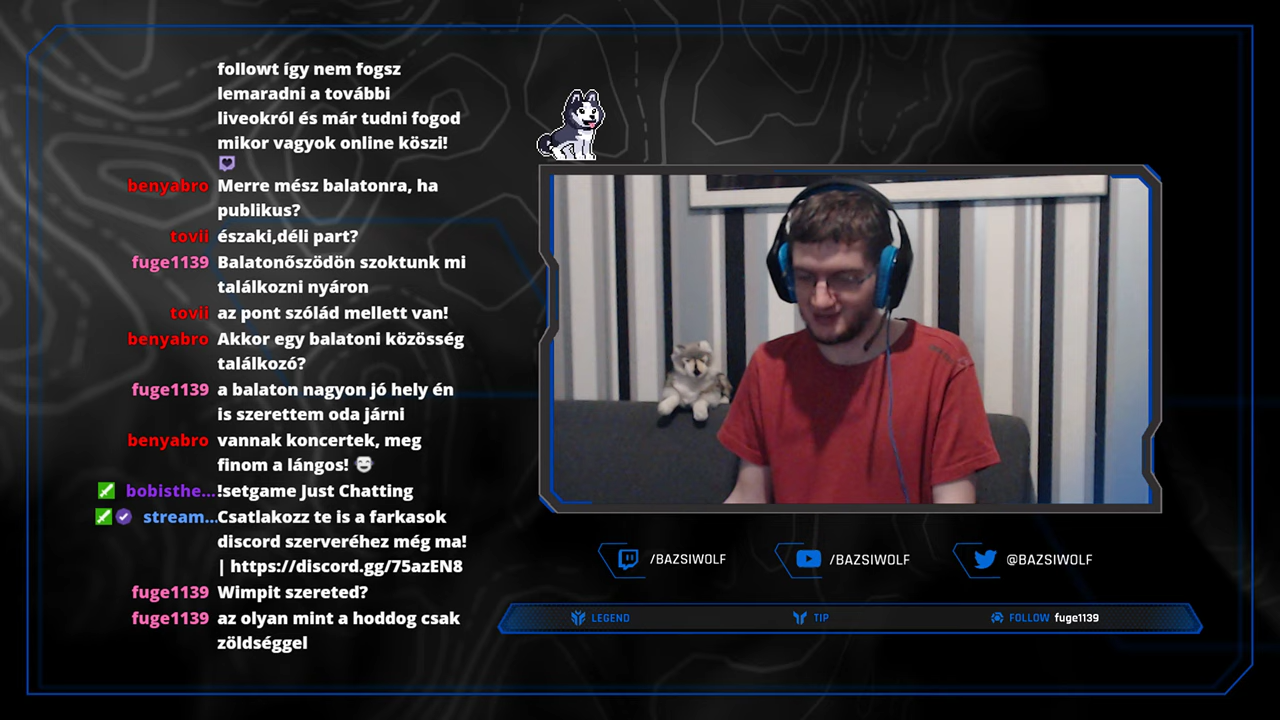 followt így nem fogsz
lemaradni a további
liveokról és már tudni fogod
mikor vagyok online köszi!
benyabro Merre mész balatonra, ha
publikus?
tovii északi,déli part?
fuge1139 Balatonőszödön szoktunk mi
találkozni nyáron
tovii az pont szólád mellett van!
benyabro Akkor egy balatoni közösség
találkozó?
fuge1139 a balaton nagyon jó hely én
is szerettem oda járni
benyabro vannak koncertek, meg
finom a lángos!
bobisthe... !setgame Just Chatting
stream... Csatlakozz te is a farkasok
discord szerveréhez még ma!
| https://discord.gg/75azEN8
fuge1139 Wimpit szereted?
fuge1139 az olyan mint a hoddog csak
zöldséggel
/BAZSIWOLF /BAZSIWOLF @BAZSIWOLF
LEGEND TIP FOLLOW fuge1139